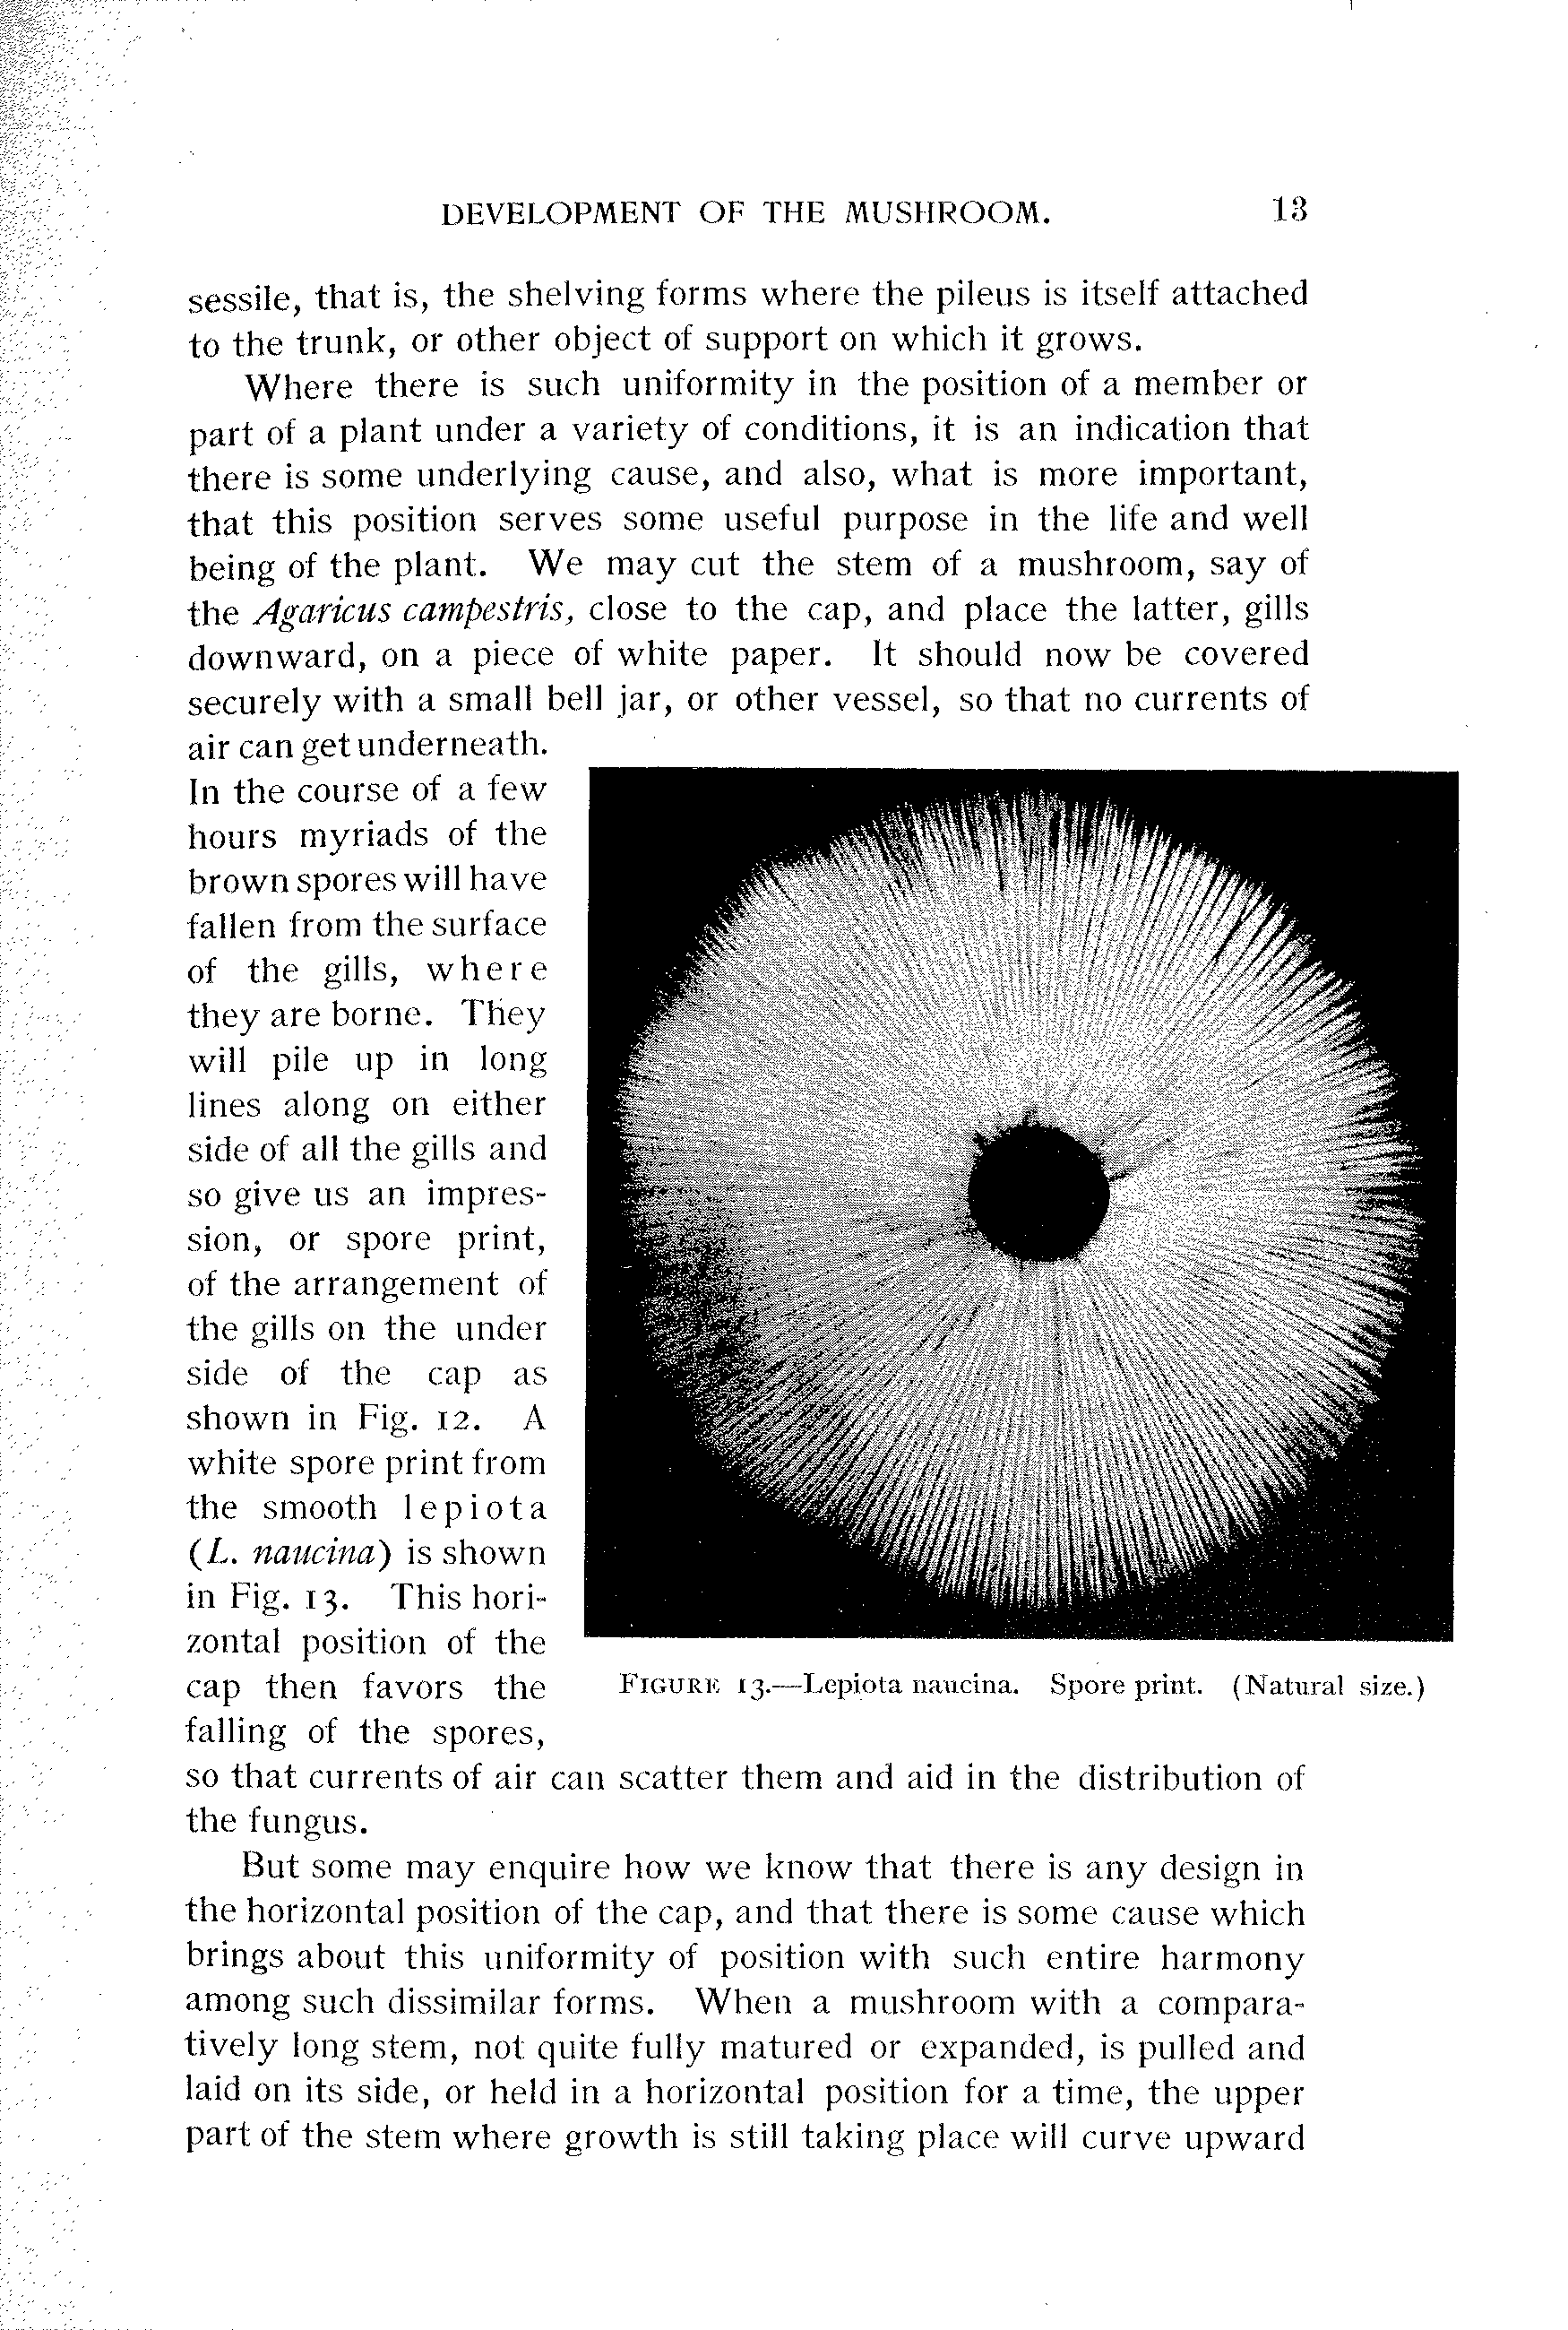 DEVELOPMENT OF THE MUSHROOM. 13
sessile, that is, the shelving forms where the pileus is itself attached
to the trunk, or other object of support on which it grows.
Where there is such uniformity in the position of a member or
part of a plant under a variety of conditions, it is an indication that
there is some underlying cause, and also, what is more important,
that this position serves some useful purpose in the life and well
being of the plant. We may cut the stem of a mushroom, say of
the Agaricus campestris, close to the cap, and place the latter, gills
downward, on a piece of white paper. It should now be covered
securely with a small bell jar, or other vessel, so that no currents of
air can get underneath.
In the course of a few
hours myriads of the
brown spores will have
fallen from the surface
of the gills, where
they are borne. They
will pile up in long
lines along on either
side of all the gills and
so give us an impres-
sion, or spore print,
of the arrangement of
the gills on the under
side of the cap as
shown in Fig. 12. A
white spore print from
the smooth lepiota
(L. naucina) is shown
in Fig. 13. This hori-
zontal position of the
cap then favors the
falling of the spores,
FIGURE 13.—Lepiota naucina. Spore print. (Natural size.)
so that currents of air can scatter them and aid in the distribution of
the fungus.
But some may enquire how we know that there is any design in
the horizontal position of the cap, and that there is some cause which
brings about this uniformity of position with such entire harmony
among such dissimilar forms. When a mushroom with a compara-
tively long stem, not quite fully matured or expanded, is pulled and
laid on its side, or held in a horizontal position for a time, the upper
part of the stem where growth is still taking place will curve upward